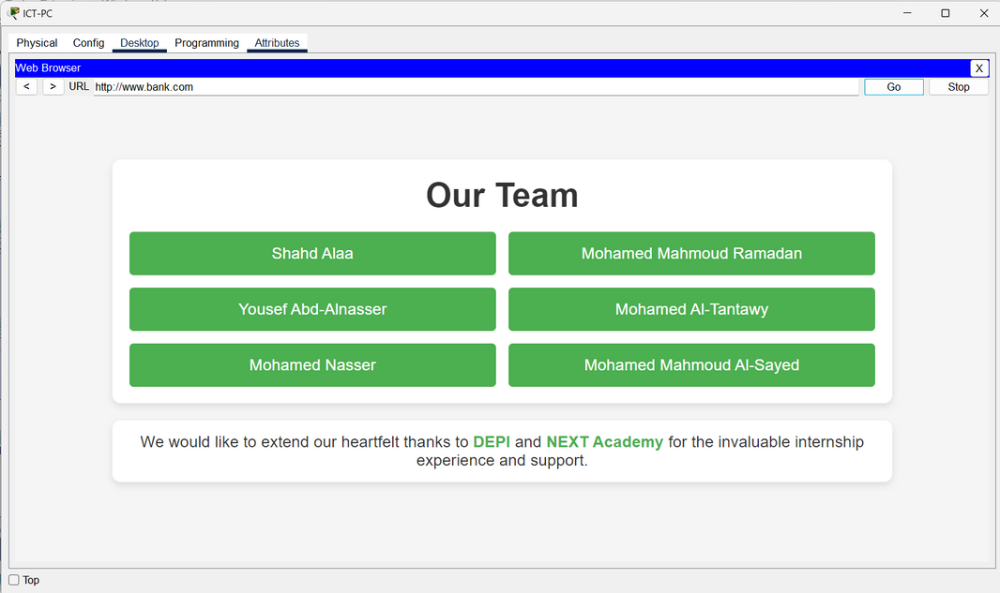 ICT-PC
Physical Config Desktop Programming Attributes
Web Browser X
< > URL http://www.bank.com Go Stop
Our Team
Shahd Alaa Mohamed Mahmoud Ramadan
Yousef Abd-Alnasser Mohamed Al-Tantawy
Mohamed Nasser Mohamed Mahmoud Al-Sayed
We would like to extend our heartfelt thanks to DEPI and NEXT Academy for the invaluable internship
experience and support.
Top